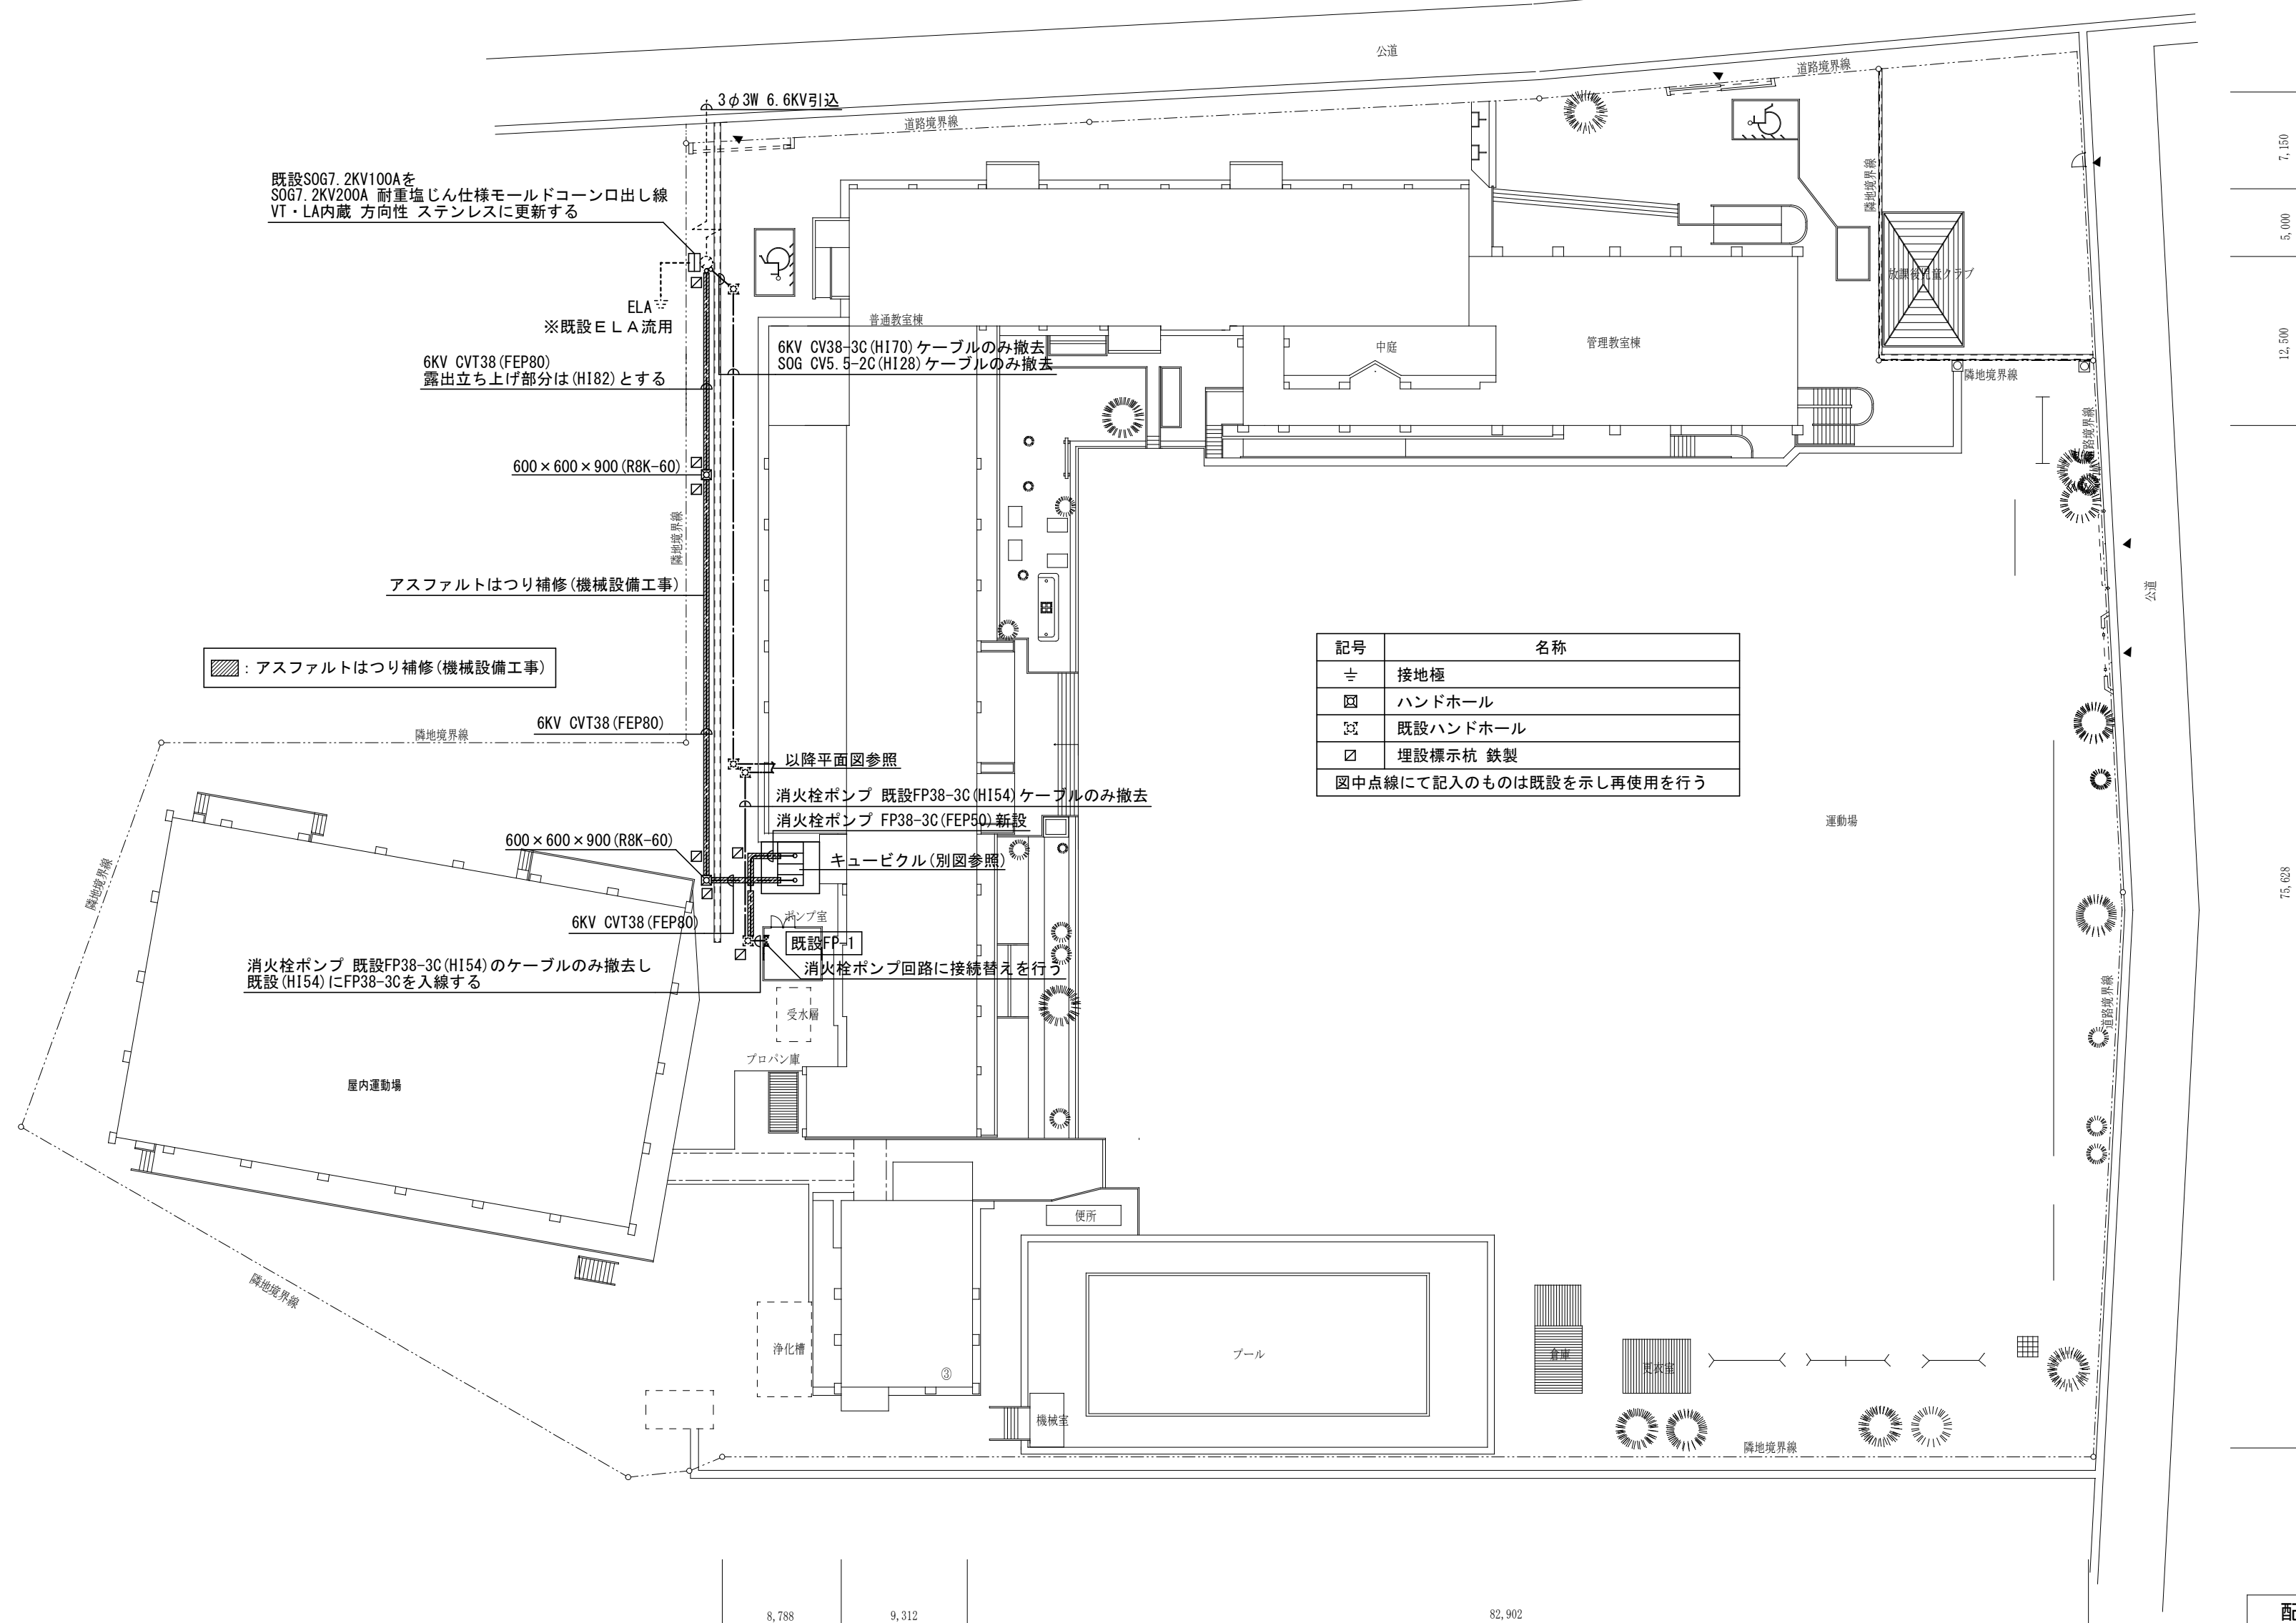 公道
道路境界線
3φ3W 6.6KV引込
道路境界線
7,150
既設SOG7.2KV100Aを
SOG7.2KV200A 耐重塩じん仕様モールドコーン口出し線
VT・LA内蔵 方向性 ステンレスに更新する
隣地境界線
5,000
放課後児童クラブ
ELA
※既設ELA流用
普通教室棟
6KV CV38-3C(HI70)ケーブルのみ撤去
SOG CV5.5-2C(HI28)ケーブルのみ撤去
中庭
管理教室棟
12,500
6KV CVT38(FEP80)
露出立ち上げ部分は(HI82)とする
隣地境界線
道路境界線
600×600×900(R8K-60)
隣地境界線
アスファルトはつり補修(機械設備工事)
公道
：アスファルトはつり補修(機械設備工事)
記号 名称
接地極
ハンドホール
既設ハンドホール
埋設標示杭 鉄製
図中点線にて記入のものは既設を示し再使用を行う
6KV CVT38(FEP80)
隣地境界線
以降平面図参照
消火栓ポンプ 既設FP38-3C(HI54)ケーブルのみ撤去
消火栓ポンプ FP38-3C(FEP50)新設
運動場
600×600×900(R8K-60)
キュービクル(別図参照)
隣地境界線
75,628
6KV CVT38(FEP80)
ポンプ室
既設FP-1
消火栓ポンプ 既設FP38-3C(HI54)のケーブルのみ撤去し
既設(HI54)にFP38-3Cを入線する
消火栓ポンプ回路に接続替えを行う
道路境界線
受水層
プロパン庫
屋内運動場
便所
隣地境界線
浄化槽
③
プール
倉庫
更衣室
機械室
隣地境界線
8,788
9,312
82,902
配